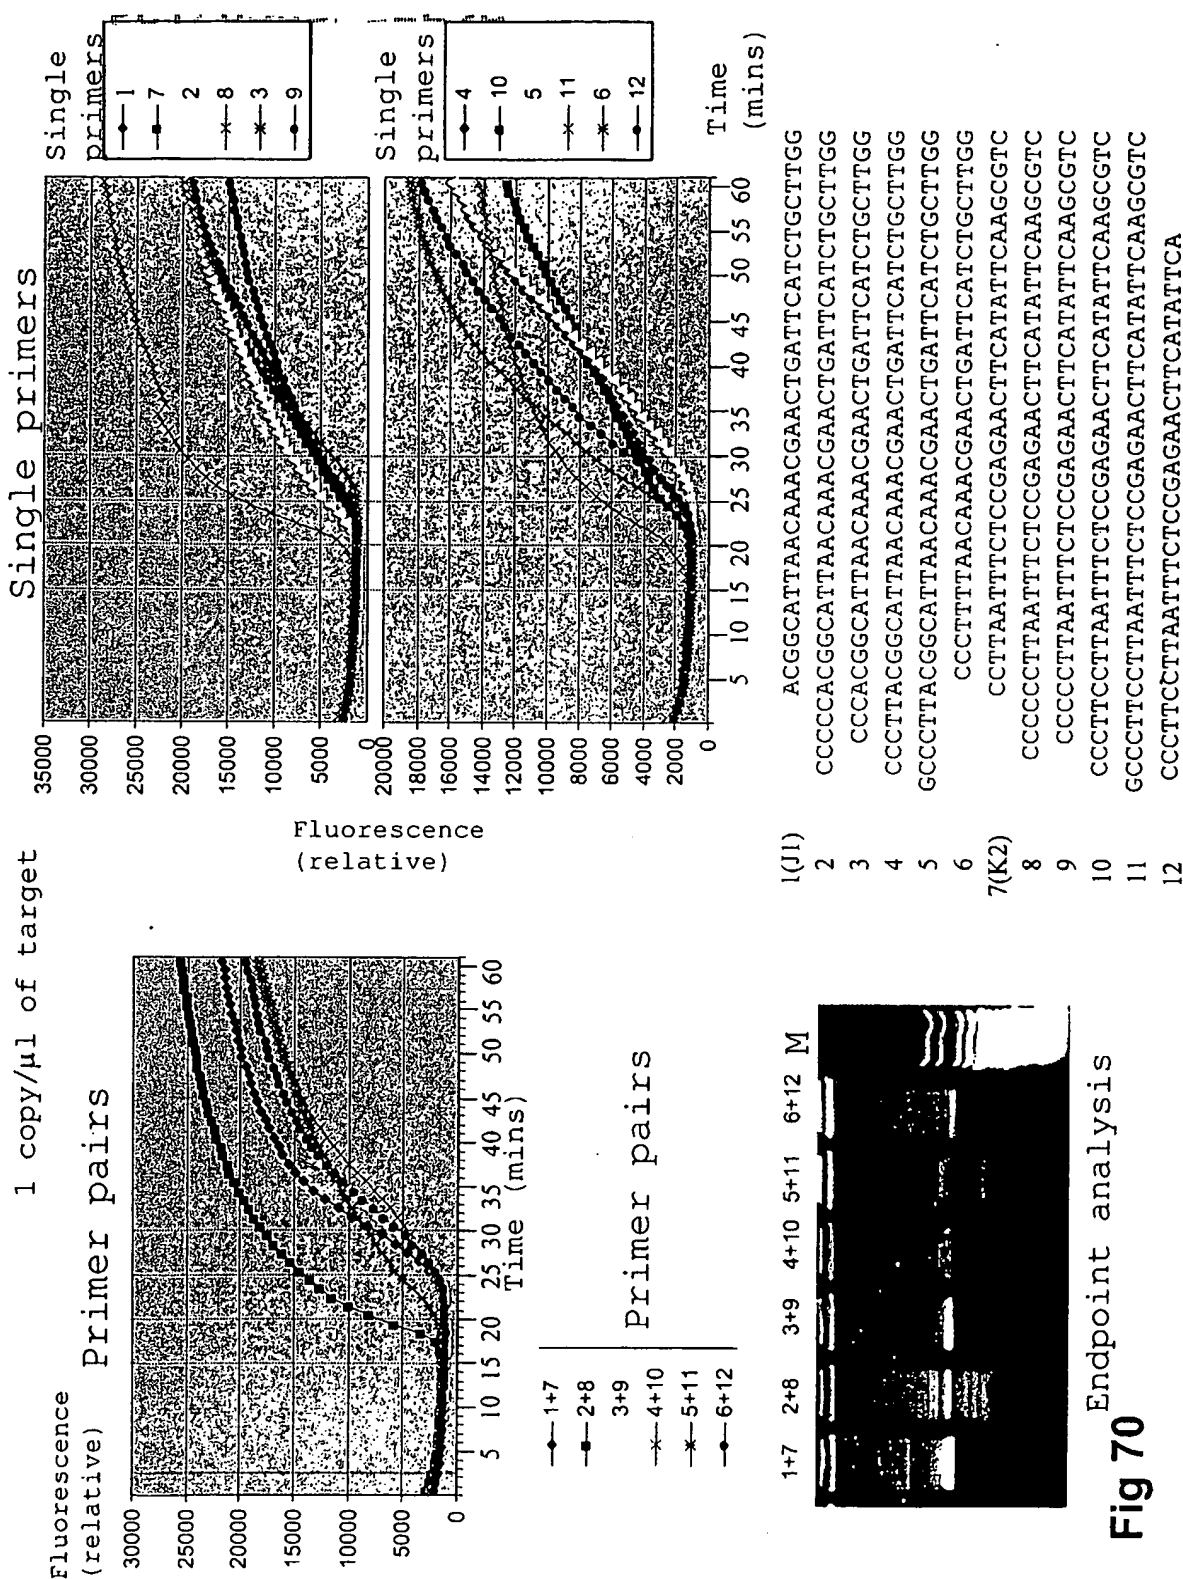 1 copy/µl of target
Fluorescence
(relative)
Primer pairs
30000
25000
20000
15000
10000
5000
0
5 10 15 20 25 30 35 40 45 50 55 60
Time (mins)
1+7
2+8
3+9
4+10
5+11
6+12
Primer pairs
Single primers
Fluorescence
(relative)
35000
30000
25000
20000
15000
10000
5000
0
Single
primers
1
7
2
8
3
9
20000
18000
16000
14000
12000
10000
8000
6000
4000
2000
0
5 10 15 20 25 30 35 40 45 50 55 60
Time
(mins)
Single
primers
4
10
5
11
6
12
1+7 2+8 3+9 4+10 5+11 6+12 M
Endpoint analysis
1(J1) ACGGCATTAACAAACGAACTGATTCATCTGCTTGG
2 CCCCCACGGCATTAACAAACGAACTGATTCATCTGCTTGG
3 CCCACGGCATTAACAAACGAACTGATTCATCTGCTTGG
4 CCCTTACGGCATTAACAAACGAACTGATTCATCTGCTTGG
5 GCCCTTACGGCATTAACAAACGAACTGATTCATCTGCTTGG
6 CCCTTTTAACAAACGAACTGATTCATCTGCTTGG
7(K2) CCTTAATTTCTCCGAGAACTTCATATTCAAGCGTC
8 CCCCCCTTAATTTCTCCGAGAACTTCATATTCAAGCGTC
9 CCCCCTTAATTTCTCCGAGAACTTCATATTCAAGCGTC
10 CCCTTCCTTAATTTCTCCGAGAACTTCATATTCAAGCGTC
11 GCCCTTCCTTAATTTCTCCGAGAACTTCATATTCAAGCGTC
12 CCCTTCCTTAATTTCTCCGAGAACTTCATATTCA
Fig 70